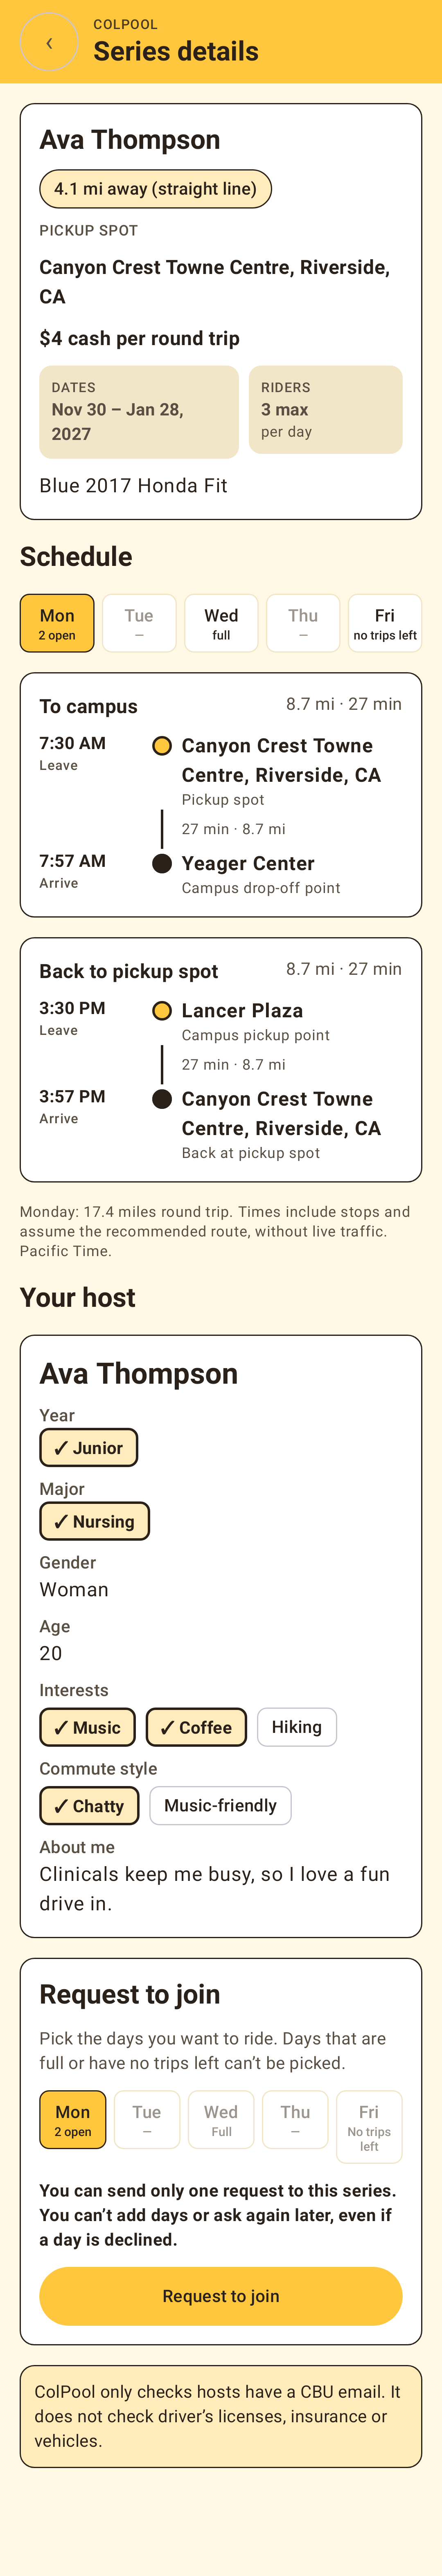 ‹
COLPOOL
Series details
Ava Thompson
4.1 mi away (straight line)
PICKUP SPOT
Canyon Crest Towne Centre, Riverside,
CA
$4 cash per round trip
DATES
Nov 30 – Jan 28,
2027
RIDERS
3 max
per day
Blue 2017 Honda Fit
Schedule
Mon
2 open
Tue
–
Wed
full
Thu
–
Fri
no trips left
To campus
8.7 mi · 27 min
7:30 AM
Leave
Canyon Crest Towne
Centre, Riverside, CA
Pickup spot
27 min · 8.7 mi
7:57 AM
Arrive
Yeager Center
Campus drop-off point
Back to pickup spot
8.7 mi · 27 min
3:30 PM
Leave
Lancer Plaza
Campus pickup point
27 min · 8.7 mi
3:57 PM
Arrive
Canyon Crest Towne
Centre, Riverside, CA
Back at pickup spot
Monday: 17.4 miles round trip. Times include stops and
assume the recommended route, without live traffic.
Pacific Time.
Your host
Ava Thompson
Year
✓ Junior
Major
✓ Nursing
Gender
Woman
Age
20
Interests
✓ Music
✓ Coffee
Hiking
Commute style
✓ Chatty
Music-friendly
About me
Clinicals keep me busy, so I love a fun
drive in.
Request to join
Pick the days you want to ride. Days that are
full or have no trips left can’t be picked.
Mon
2 open
Tue
–
Wed
Full
Thu
–
Fri
No trips
left
You can send only one request to this series.
You can’t add days or ask again later, even if
a day is declined.
Request to join
ColPool only checks hosts have a CBU email. It
does not check driver’s licenses, insurance or
vehicles.